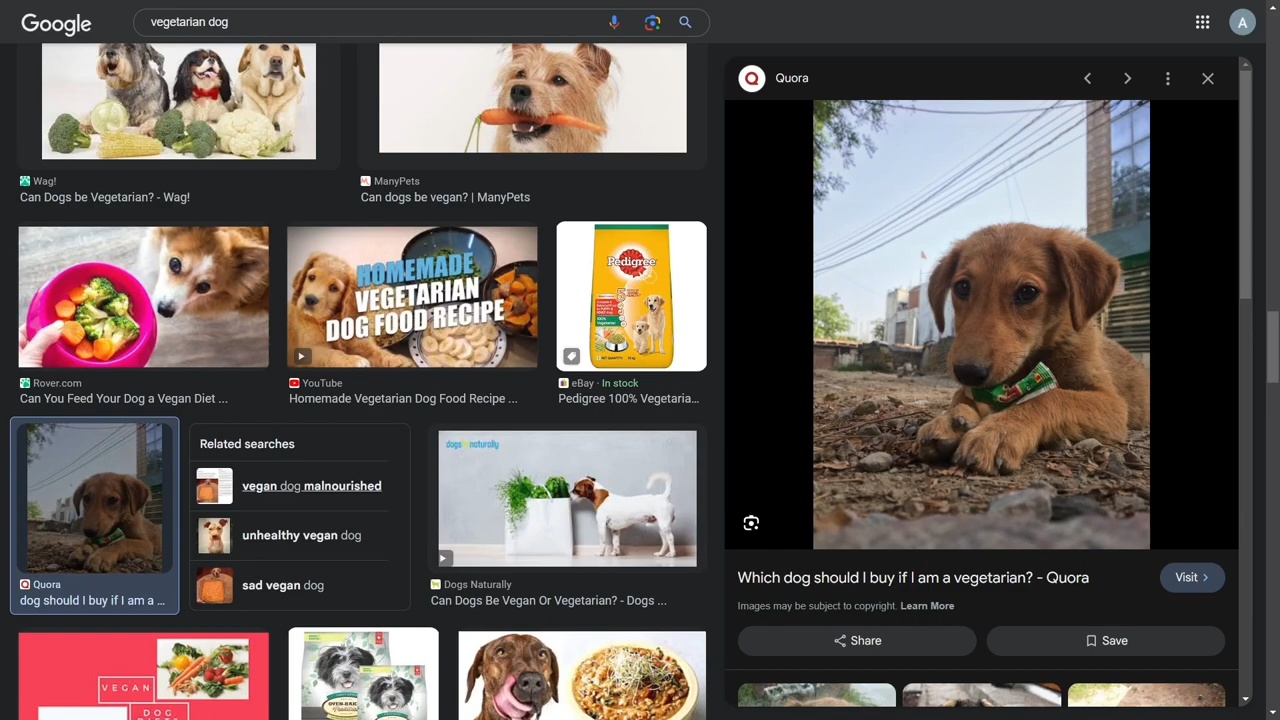 Google
vegetarian dog
A
Wag!
Can Dogs be Vegetarian? - Wag!
ManyPets
Can dogs be vegan? | ManyPets
HOMEMADE
VEGETARIAN
DOG FOOD RECIPE
Pedigree
Rover.com
Can You Feed Your Dog a Vegan Diet ...
YouTube
Homemade Vegetarian Dog Food Recipe ...
eBay · In stock
Pedigree 100% Vegetaria...
Quora
dog should I buy if I am a ...
Related searches
vegan dog malnourished
unhealthy vegan dog
sad vegan dog
dogs naturally
Dogs Naturally
Can Dogs Be Vegan Or Vegetarian? - Dogs ...
VEGAN
DOG
OVEN-BAK
Quora
Which dog should I buy if I am a vegetarian? - Quora
Visit
Images may be subject to copyright. Learn More
Share
Save